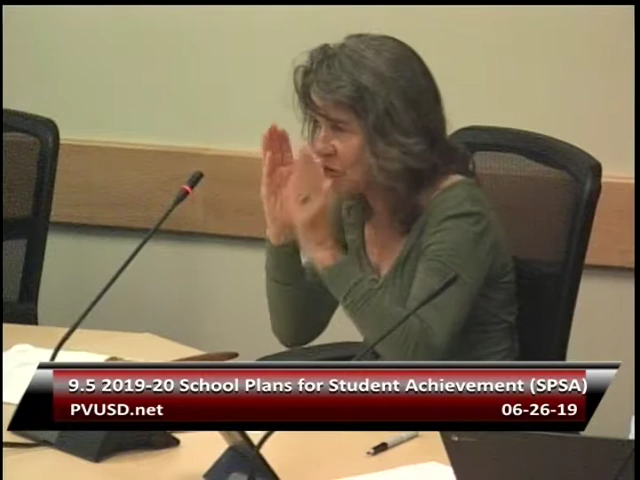 9.5 2019-20 School Plans for Student Achievement (SPSA)
PVUSD.net 06-26-19